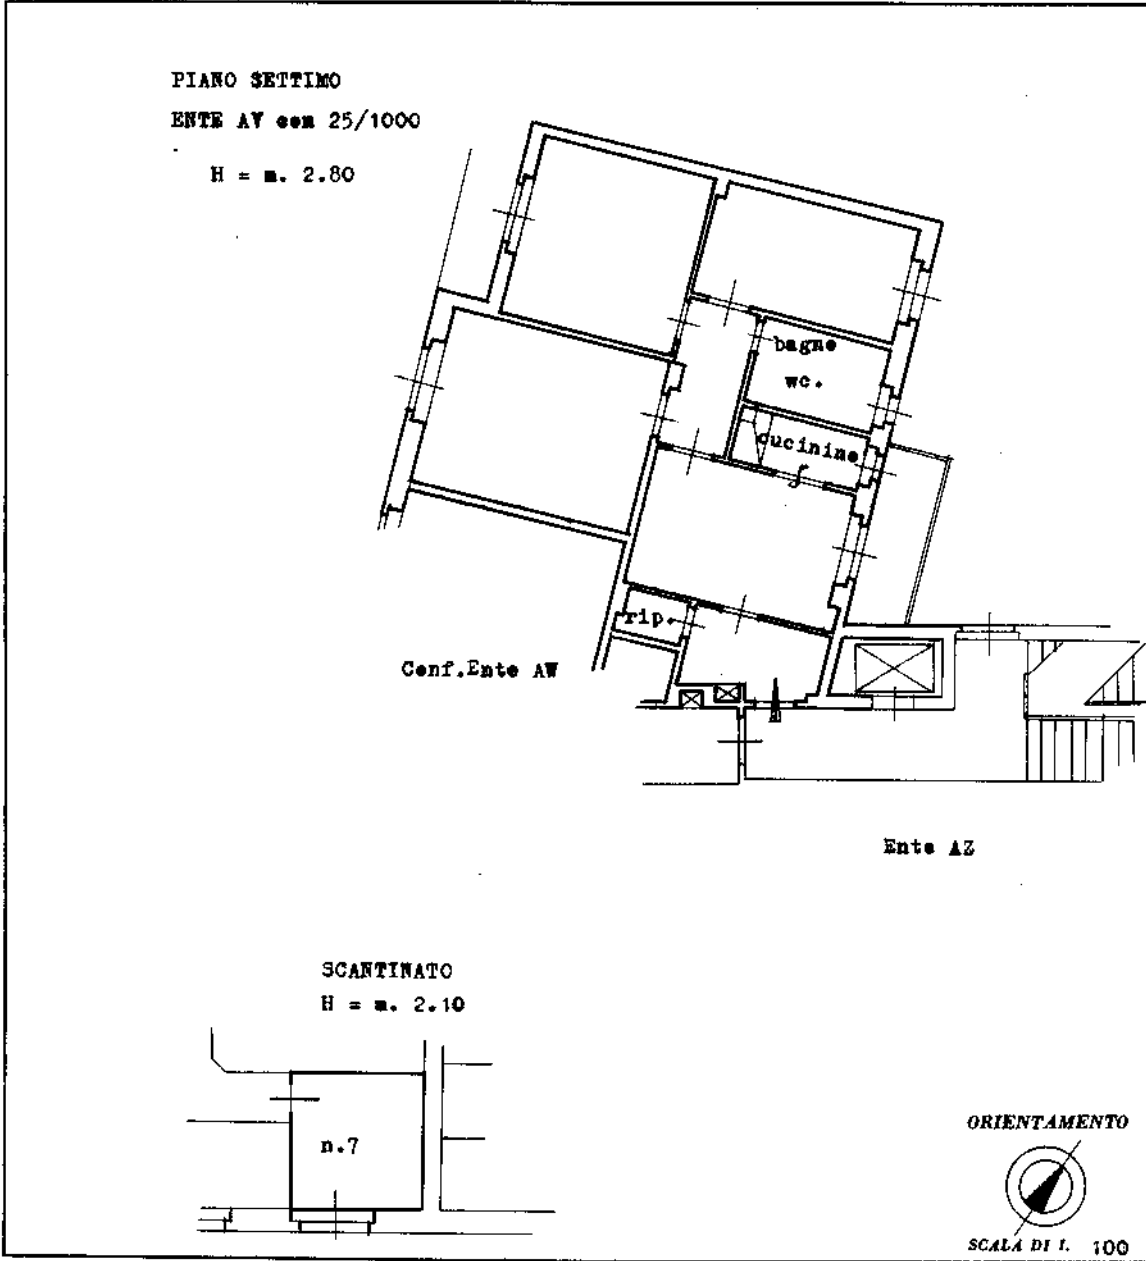 PIANO SETTIMO
ENTE AV con 25/1000
H = m. 2.80
bagno
wc.
cucinino
rip.
Conf.Ente AW
Ente AZ
SCANTINATO
H = m. 2.10
n.7
ORIENTAMENTO
SCALA DI 1. 100